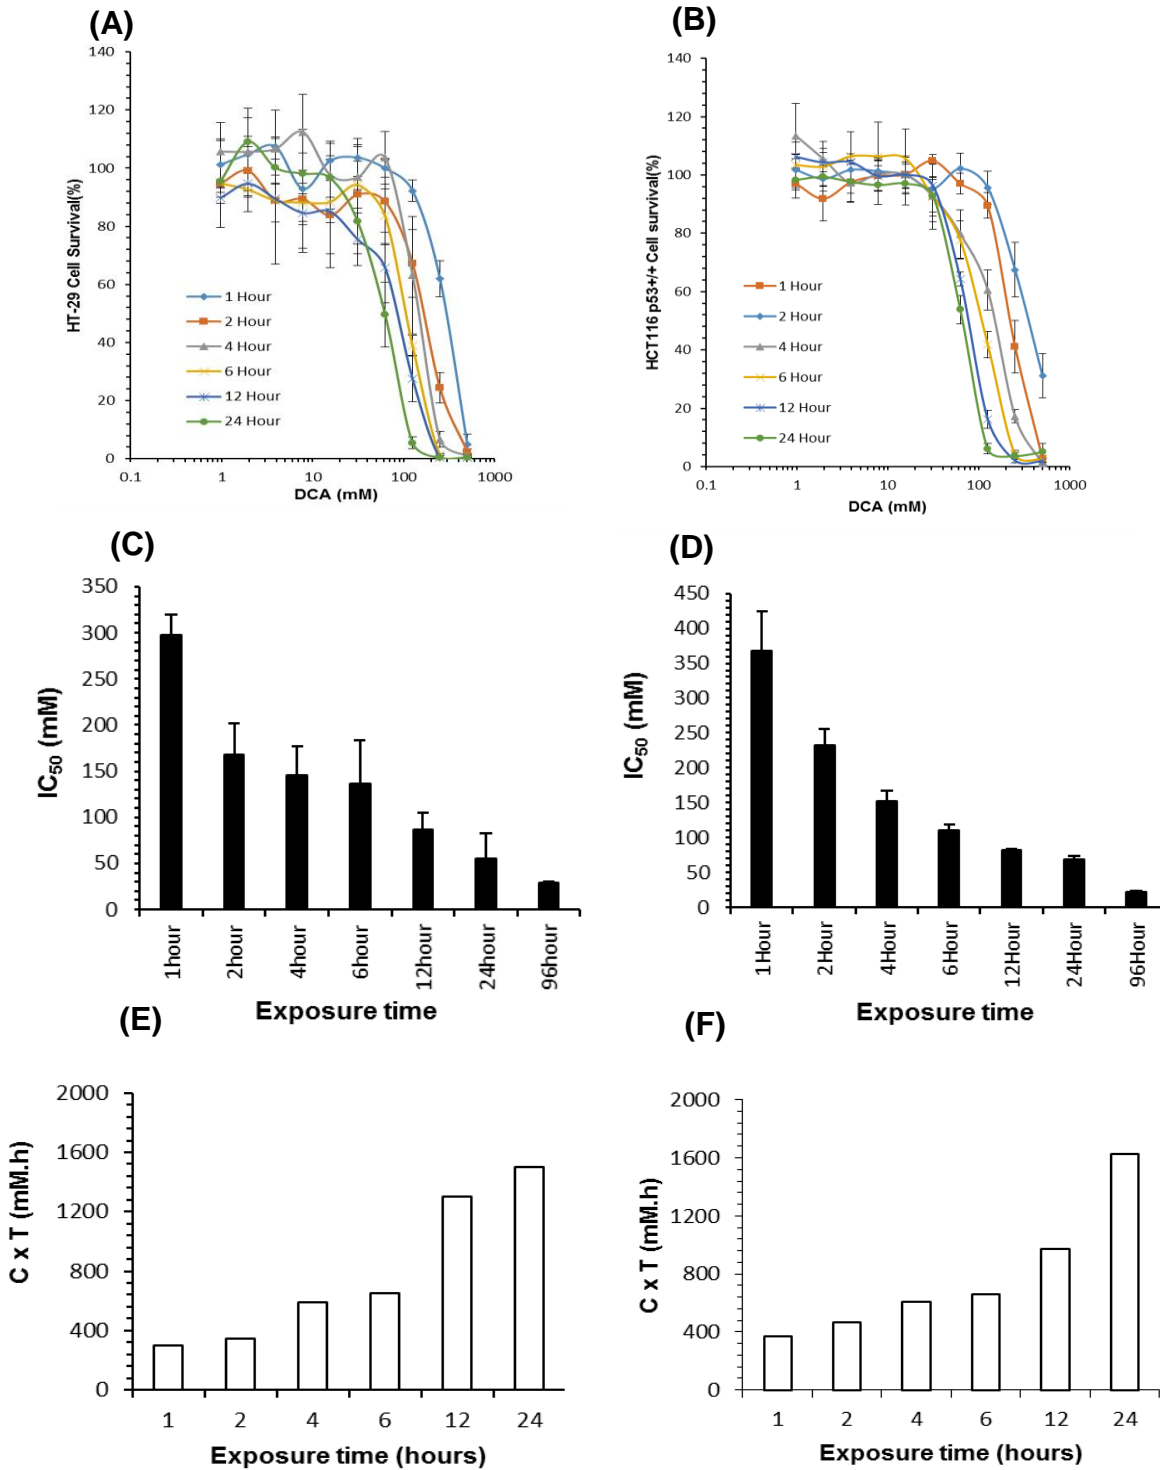 (A)
140
120
100
80
60
40
20
0
HT-29 Cell Survival(%)
1 Hour
2 Hour
4 Hour
6 Hour
12 Hour
24 Hour
0.1 1 10 100 1000
DCA (mM)
(B)
140
120
100
80
60
40
20
0
HCT116 p53+/+ Cell survival(%)
1 Hour
2 Hour
4 Hour
6 Hour
12 Hour
24 Hour
0.1 1 10 100 1000
DCA (mM)
(C)
350
300
250
200
150
100
50
0
IC50 (mM)
1hour 2hour 4hour 6hour 12hour 24hour 96hour
Exposure time
(D)
450
400
350
300
250
200
150
100
50
0
IC50 (mM)
1Hour 2Hour 4Hour 6Hour 12Hour 24Hour 96Hour
Exposure time
(E)
2000
1600
1200
800
400
0
C x T (mM.h)
1 2 4 6 12 24
Exposure time (hours)
(F)
2000
1600
1200
800
400
0
C x T (mM.h)
1 2 4 6 12 24
Exposure time (hours)